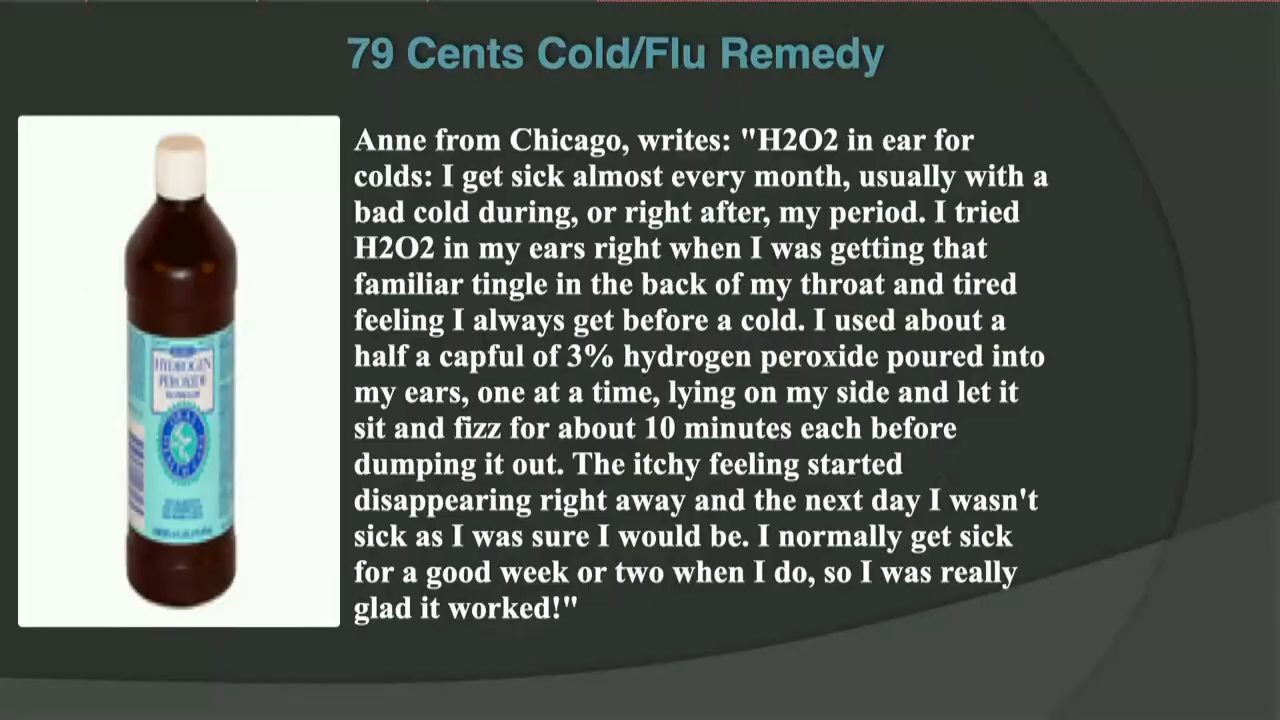 79 Cents Cold/Flu Remedy
Anne from Chicago, writes: "H2O2 in ear for
colds: I get sick almost every month, usually with a
bad cold during, or right after, my period. I tried
H2O2 in my ears right when I was getting that
familiar tingle in the back of my throat and tired
feeling I always get before a cold. I used about a
half a capful of 3% hydrogen peroxide poured into
my ears, one at a time, lying on my side and let it
sit and fizz for about 10 minutes each before
dumping it out. The itchy feeling started
disappearing right away and the next day I wasn't
sick as I was sure I would be. I normally get sick
for a good week or two when I do, so I was really
glad it worked!"
HYDROGEN
PEROXIDE